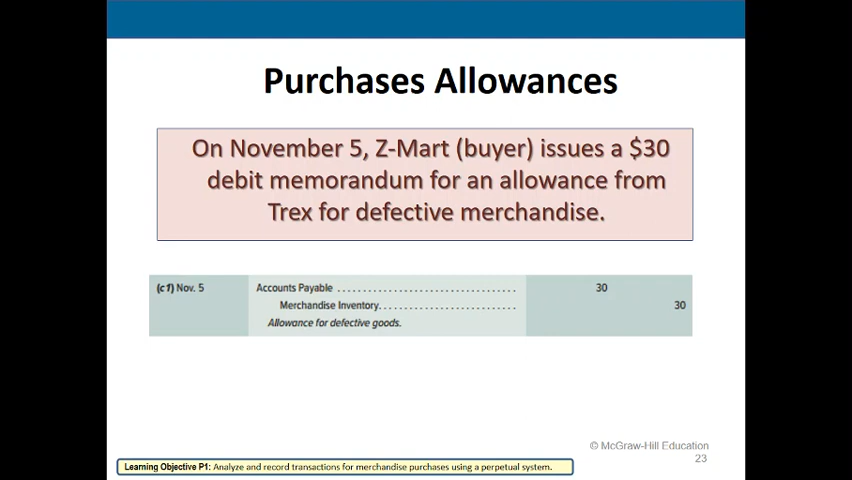 Purchases Allowances
On November 5, Z-Mart (buyer) issues a $30
debit memorandum for an allowance from
Trex for defective merchandise.
(c1) Nov. 5 Accounts Payable ........................................ 30
Merchandise Inventory................................ 30
Allowance for defective goods.
© McGraw-Hill Education
23
Learning Objective P1: Analyze and record transactions for merchandise purchases using a perpetual system.